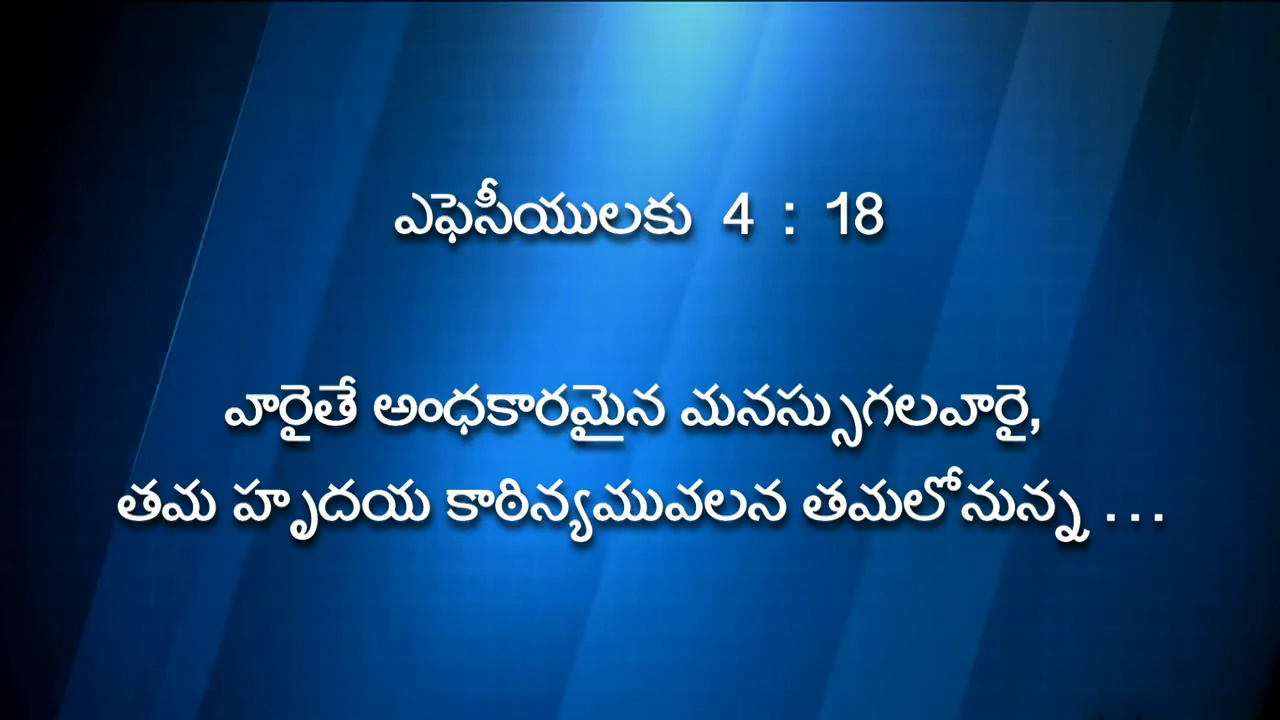 ఎఫెసీయులకు 4 : 18
వారైతే అంధకారమైన మనస్సుగలవారై,
తమ హృదయ కాఠిన్యమువలన తమలోనున్న ...